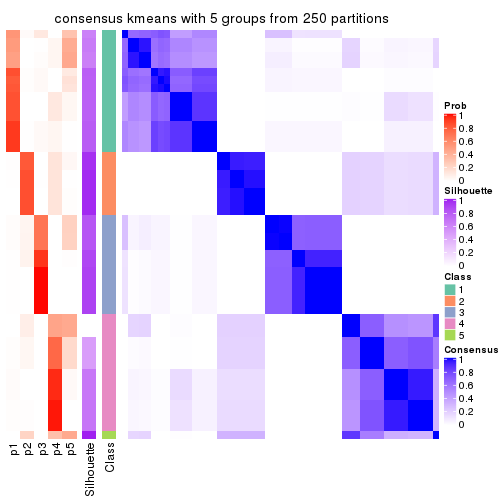 consensus kmeans with 5 groups from 250 partitions
Prob
1
0.8
0.6
0.4
0.2
0
Silhouette
1
0.8
0.6
0.4
0.2
0
Class
1
2
3
4
5
Consensus
1
0.8
0.6
0.4
0.2
0
p1
p2
p3
p4
p5
Silhouette
Class